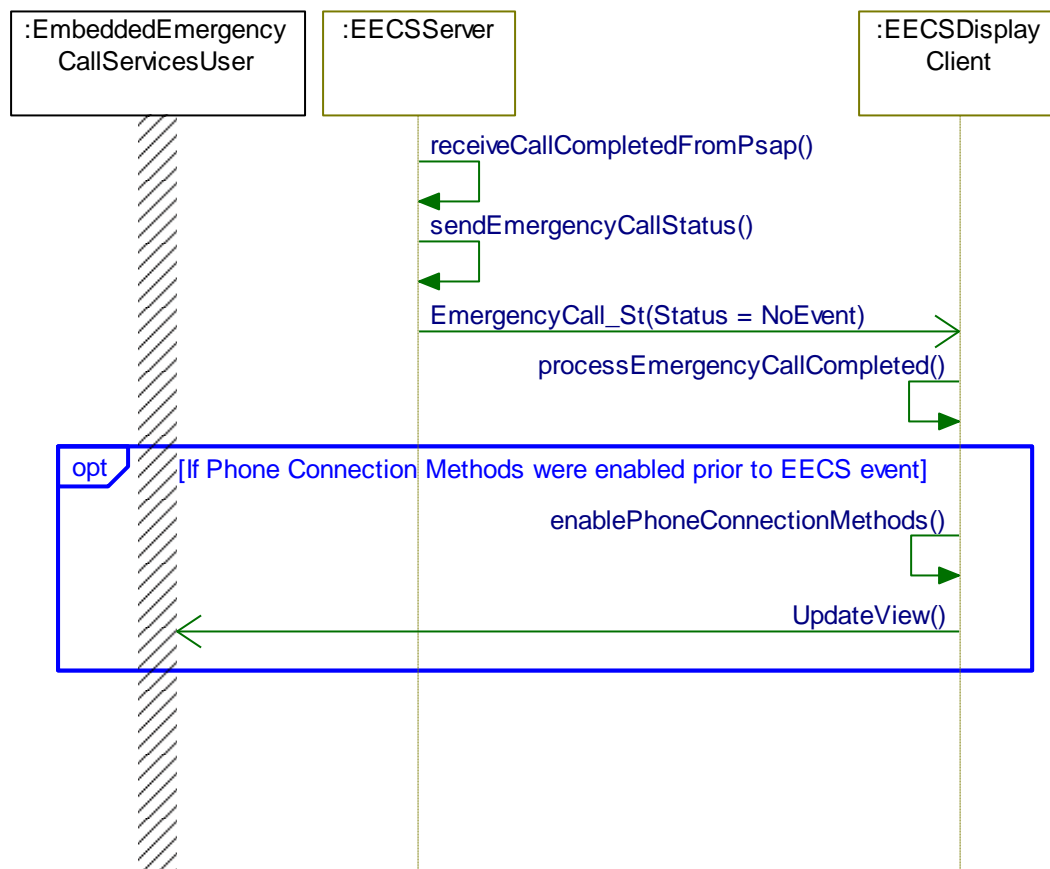 :EmbeddedEmergency
CallServicesUser
:EECSServer
:EECSDisplay
Client
receiveCallCompletedFromPsap()
sendEmergencyCallStatus()
EmergencyCall_St(Status = NoEvent)
processEmergencyCallCompleted()
opt [If Phone Connection Methods were enabled prior to EECS event]
enablePhoneConnectionMethods()
UpdateView()